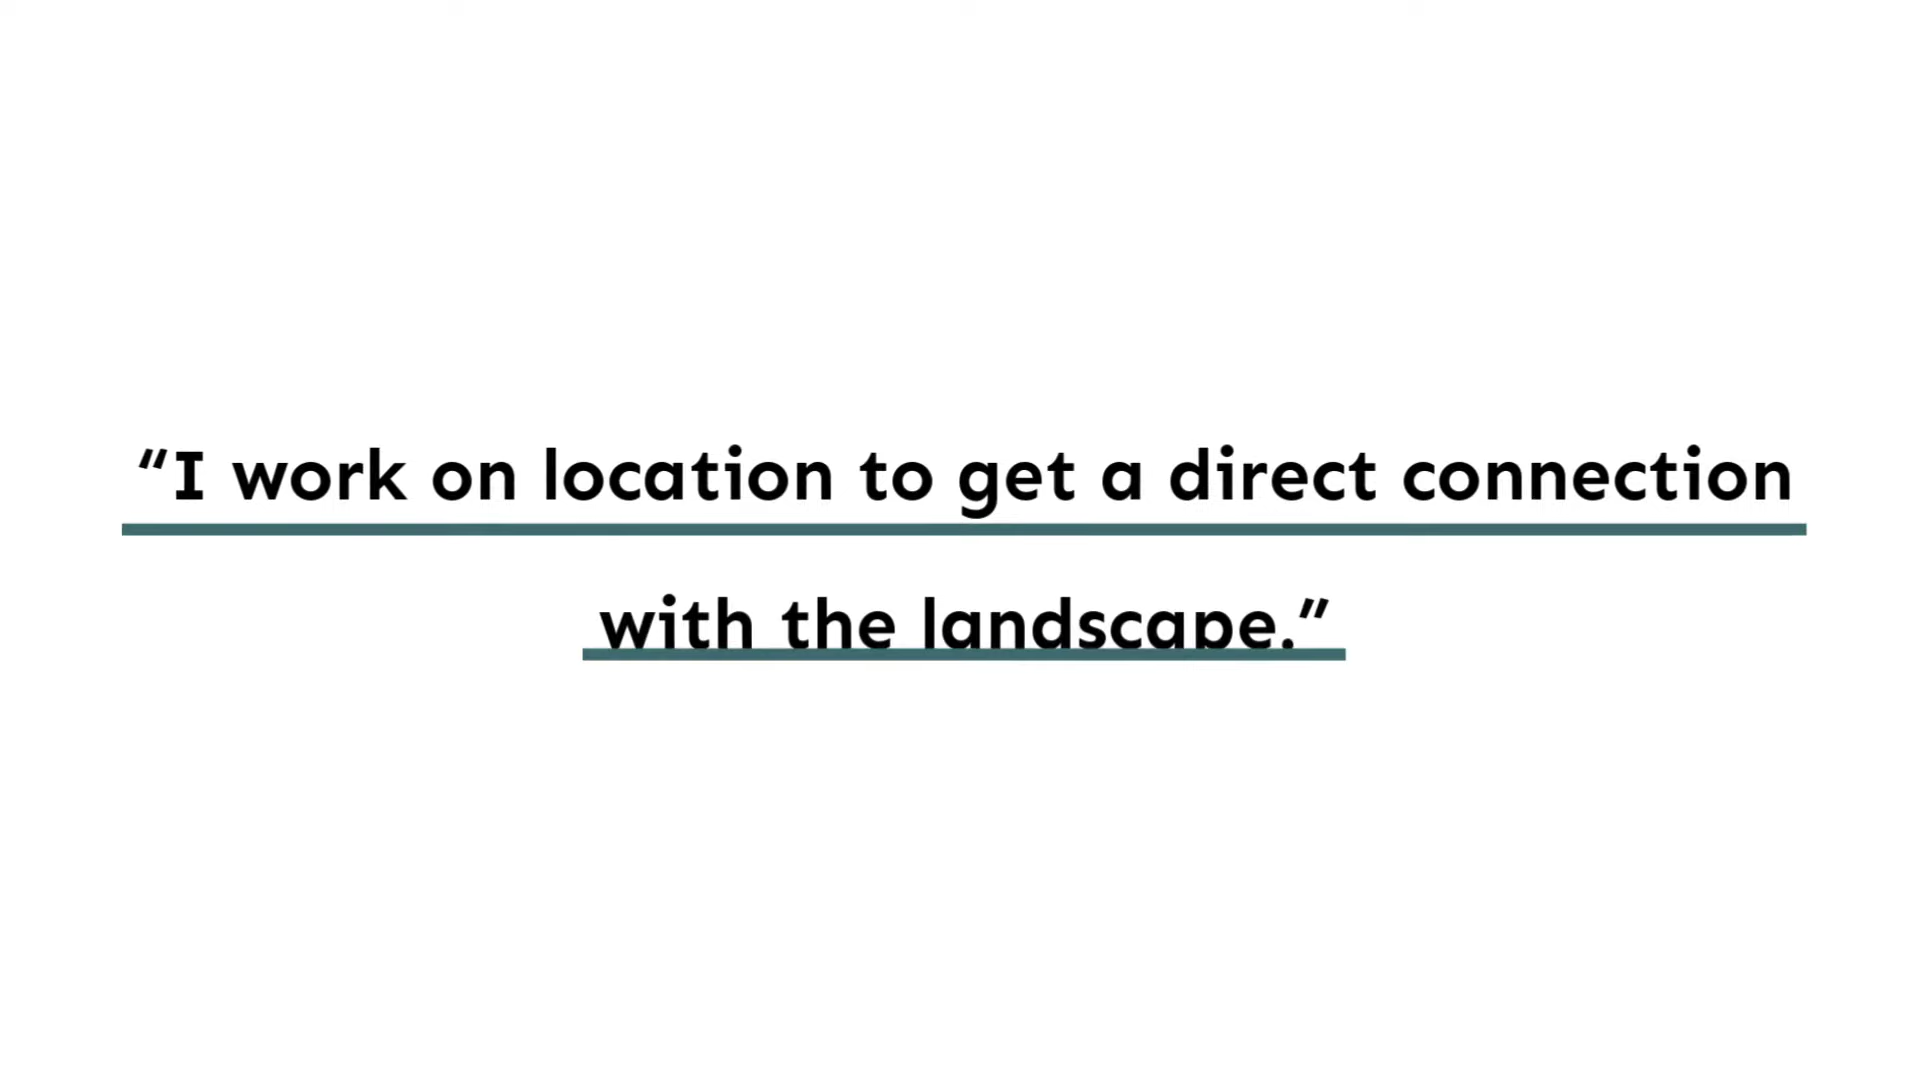 “I work on location to get a direct connection
with the landscape.”